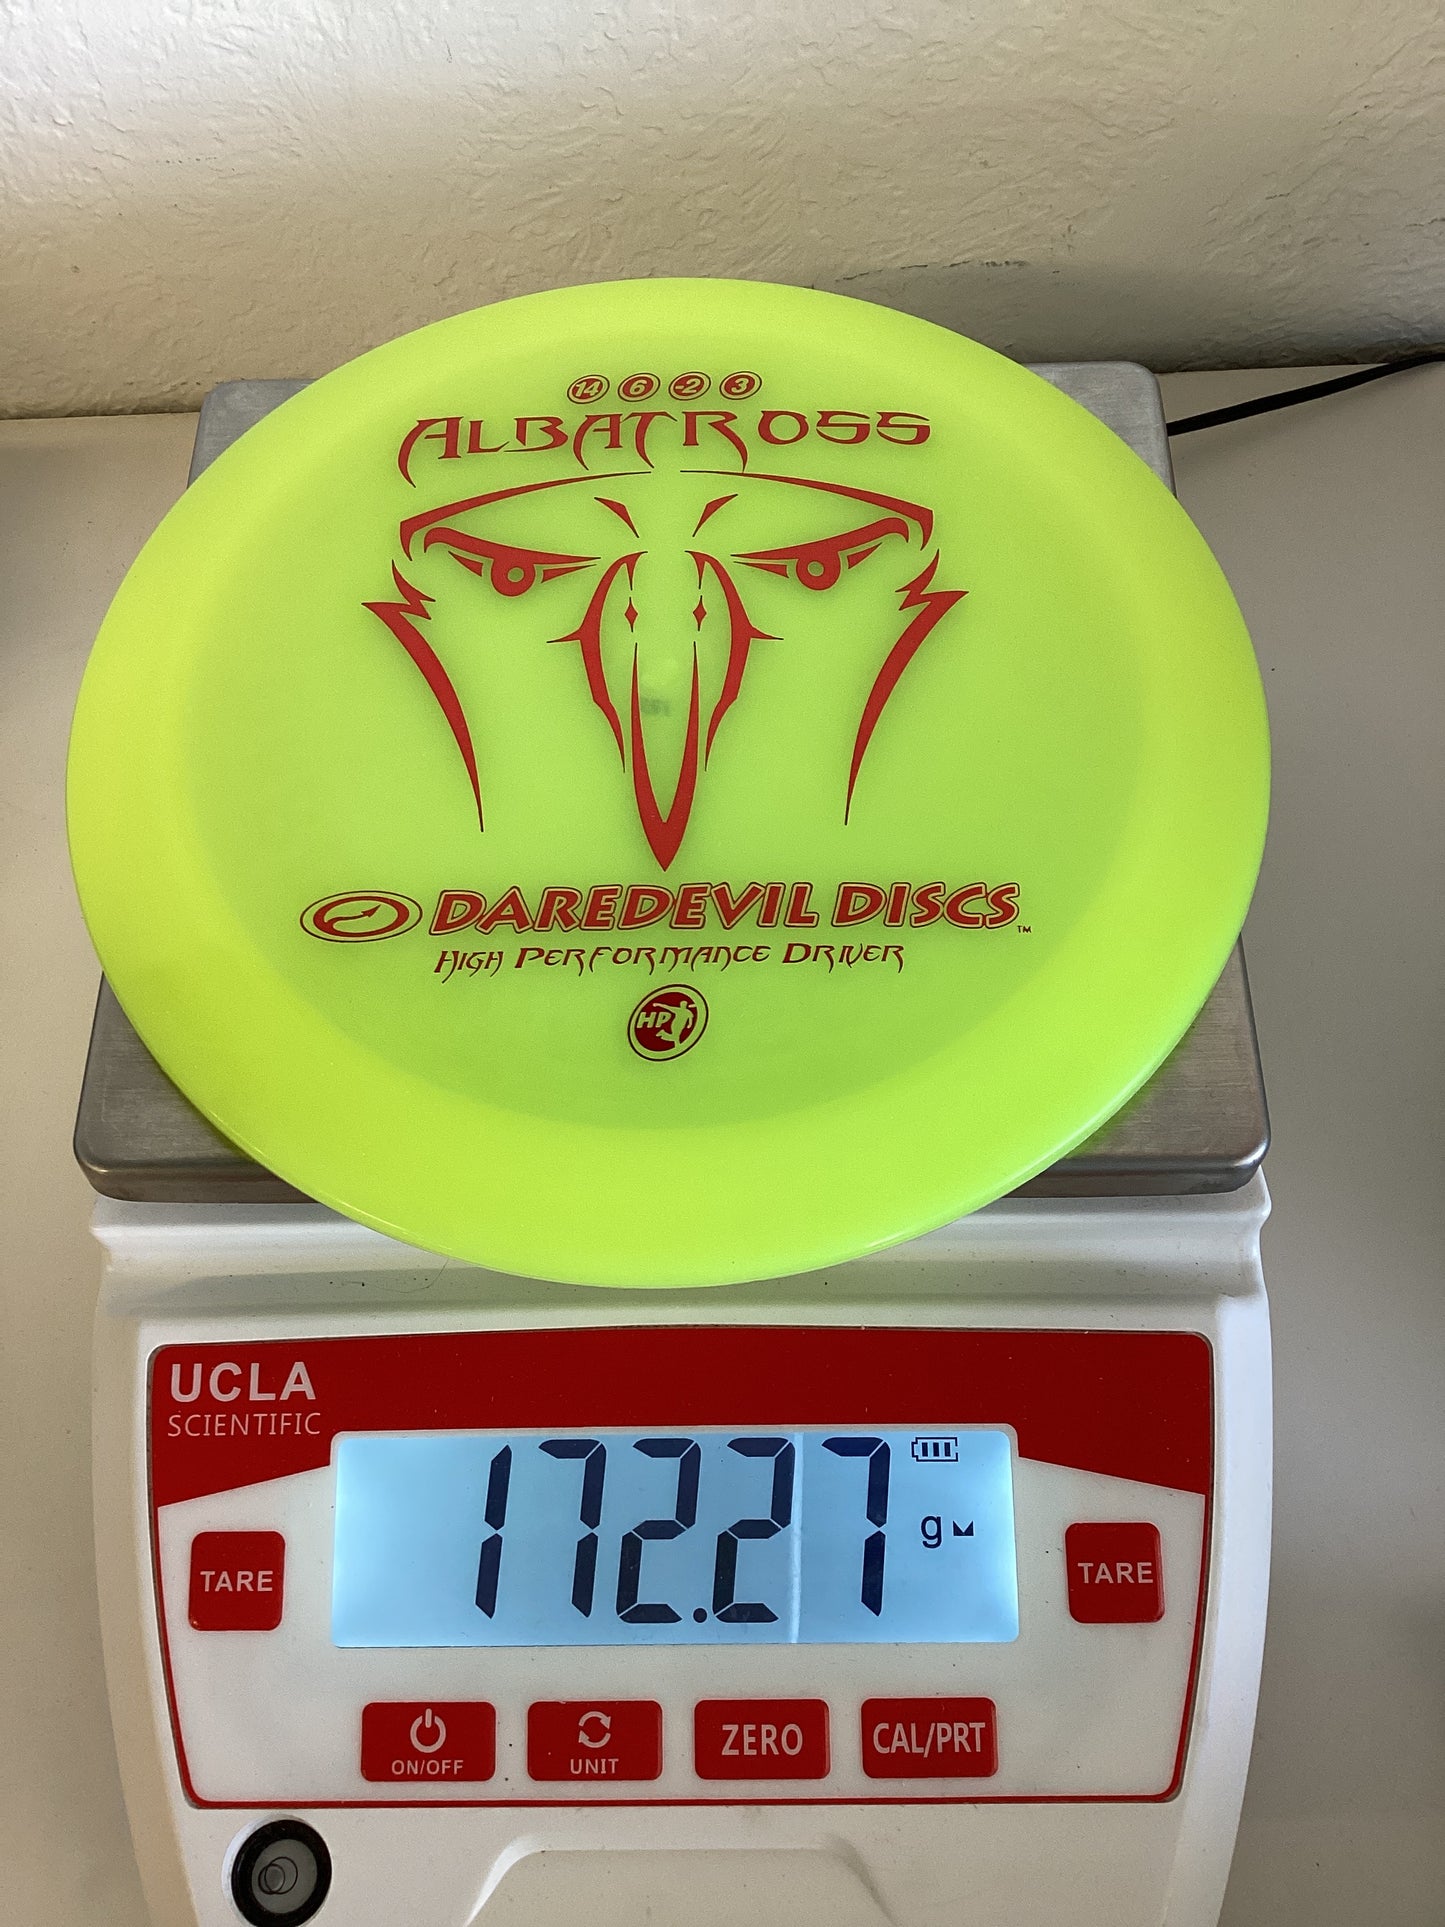 14 6 -2 3
ALBATROSS
DAREDEVIL DISCS™
HIGH PERFORMANCE DRIVER
HP
UCLA
SCIENTIFIC
172.27 g
TARE
TARE
ON/OFF
UNIT
ZERO
CAL/PRT